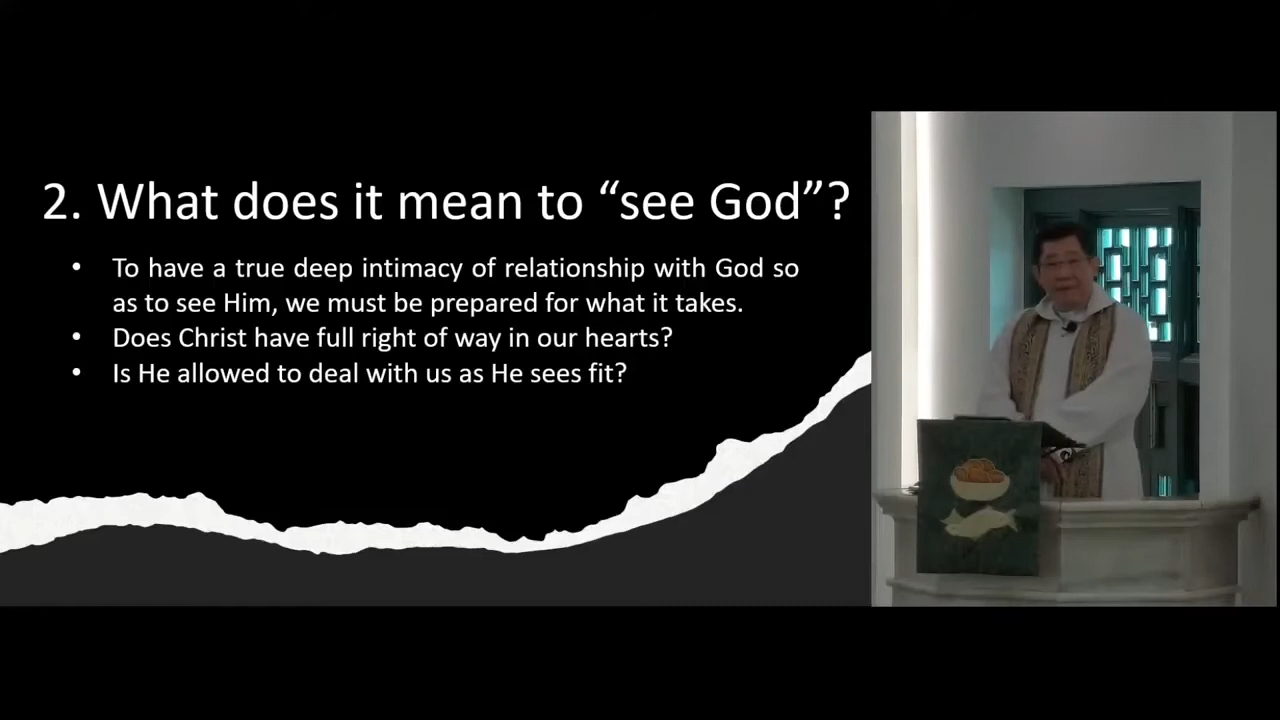 2. What does it mean to “see God”?
• To have a true deep intimacy of relationship with God so
as to see Him, we must be prepared for what it takes.
• Does Christ have full right of way in our hearts?
• Is He allowed to deal with us as He sees fit?